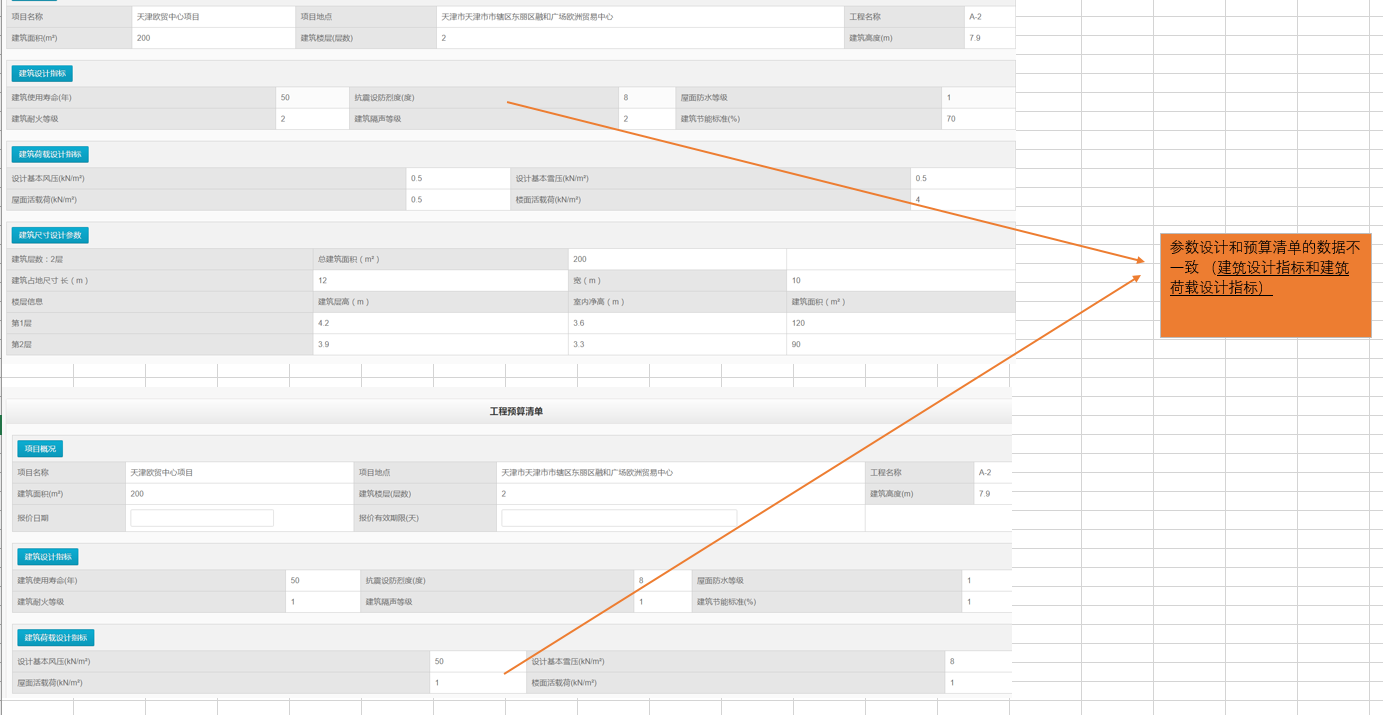 项目名称 天津欧贸中心项目 项目地点 天津市天津市市辖区东丽区融和广场欧洲贸易中心 工程名称 A-2
建筑面积(m²) 200 建筑楼层(层数) 2 建筑高度(m) 7.9
建筑设计指标
建筑使用寿命(年) 50 抗震设防烈度(度) 8 屋面防水等级 1
建筑耐火等级 2 建筑隔声等级 2 建筑节能标准(%) 70
建筑荷载设计指标
设计基本风压(kN/m²) 0.5 设计基本雪压(kN/m²) 0.5
屋面活载荷(kN/m²) 0.5 楼面活载荷(kN/m²) 4
建筑尺寸设计参数
建筑层数：2层 总建筑面积（m²） 200
建筑占地尺寸 长（m） 12 宽（m） 10
楼层信息 建筑层高（m） 室内净高（m） 建筑面积（m²）
第1层 4.2 3.6 120
第2层 3.9 3.3 90
参数设计和预算清单的数据不
一致 （建筑设计指标和建筑
荷载设计指标）
工程预算清单
项目概况
项目名称 天津欧贸中心项目 项目地点 天津市天津市市辖区东丽区融和广场欧洲贸易中心 工程名称 A-2
建筑面积(m²) 200 建筑楼层(层数) 2 建筑高度(m) 7.9
报价日期 报价有效期限(天)
建筑设计指标
建筑使用寿命(年) 50 抗震设防烈度(度) 8 屋面防水等级 1
建筑耐火等级 1 建筑隔声等级 1 建筑节能标准(%) 1
建筑荷载设计指标
设计基本风压(kN/m²) 50 设计基本雪压(kN/m²) 8
屋面活载荷(kN/m²) 1 楼面活载荷(kN/m²) 1